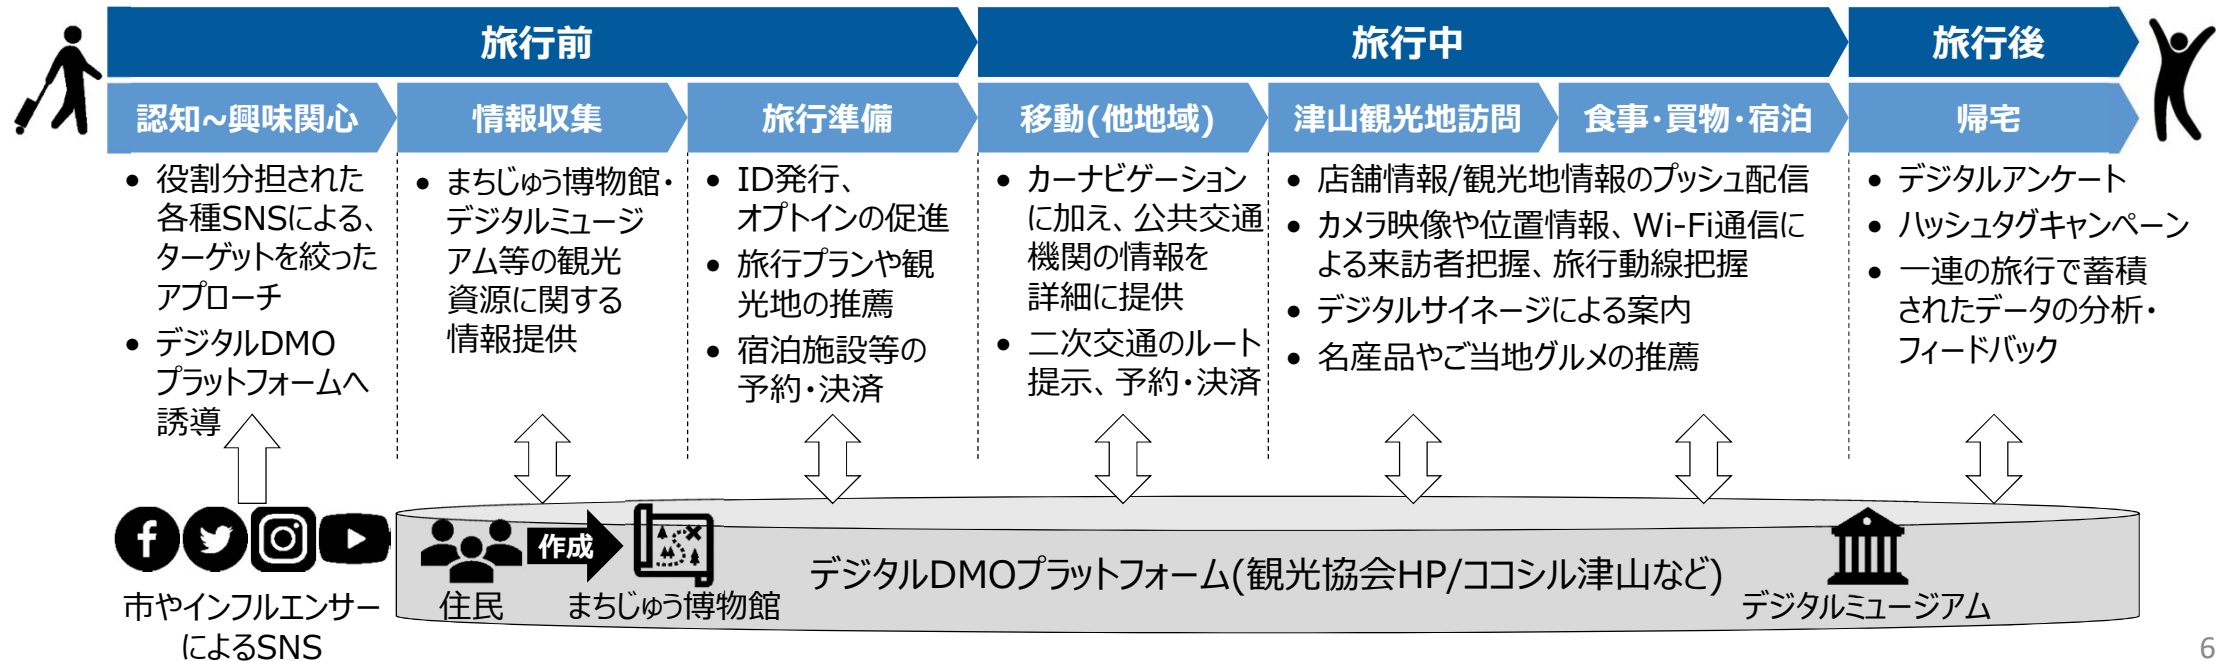 旅行前
旅行中
旅行後
認知~興味関心
情報収集
旅行準備
移動(他地域)
津山観光地訪問
食事・買物・宿泊
帰宅
• 役割分担された
各種SNSによる、
ターゲットを絞った
アプローチ
• デジタルDMO
プラットフォームへ
誘導
• まちじゅう博物館・
デジタルミュージ
アム等の観光
資源に関する
情報提供
• ID発行、
オプトインの促進
• 旅行プランや観
光地の推薦
• 宿泊施設等の
予約・決済
• カーナビゲーション
に加え、公共交通
機関の情報を
詳細に提供
• 二次交通のルート
提示、予約・決済
• 店舗情報/観光地情報のプッシュ配信
• カメラ映像や位置情報、Wi-Fi通信に
よる来訪者把握、旅行動線把握
• デジタルサイネージによる案内
• 名産品やご当地グルメの推薦
• デジタルアンケート
• ハッシュタグキャンペーン
• 一連の旅行で蓄積
されたデータの分析・
フィードバック
市やインフルエンサー
によるSNS
住民
作成
まちじゅう博物館
デジタルDMOプラットフォーム(観光協会HP/ココシル津山など)
デジタルミュージアム
6